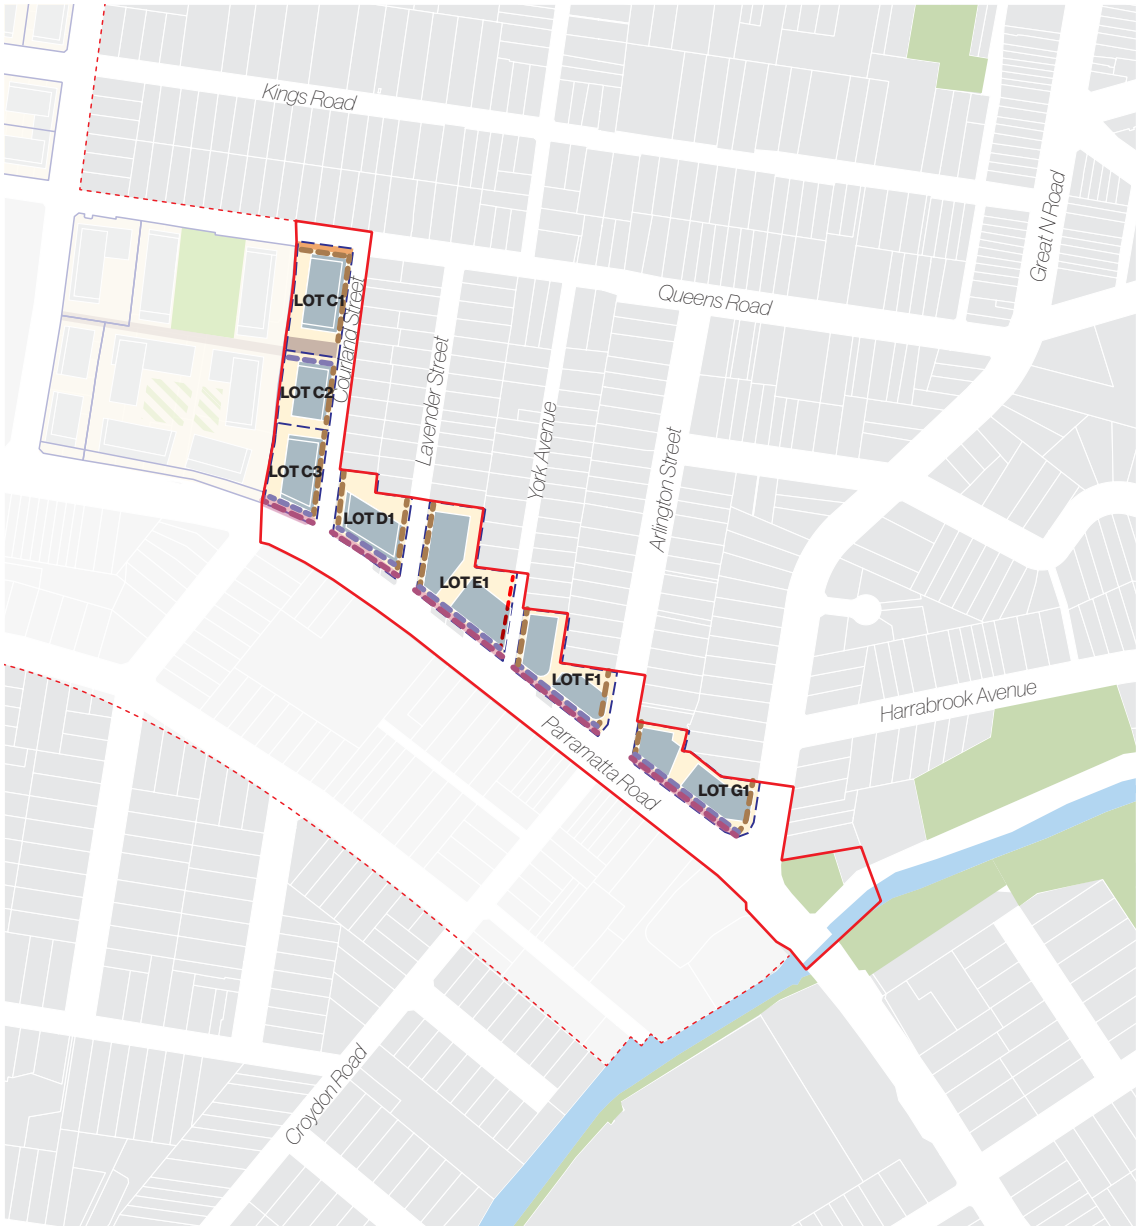 Kings Road
Great N Road
LOT C1
Courland Street
Queens Road
LOT C2
Lavender Street
York Avenue
Arlington Street
LOT C3
LOT D1
LOT E1
LOT F1
Harrabrook Avenue
Parramatta Road
LOT G1
Croydon Road